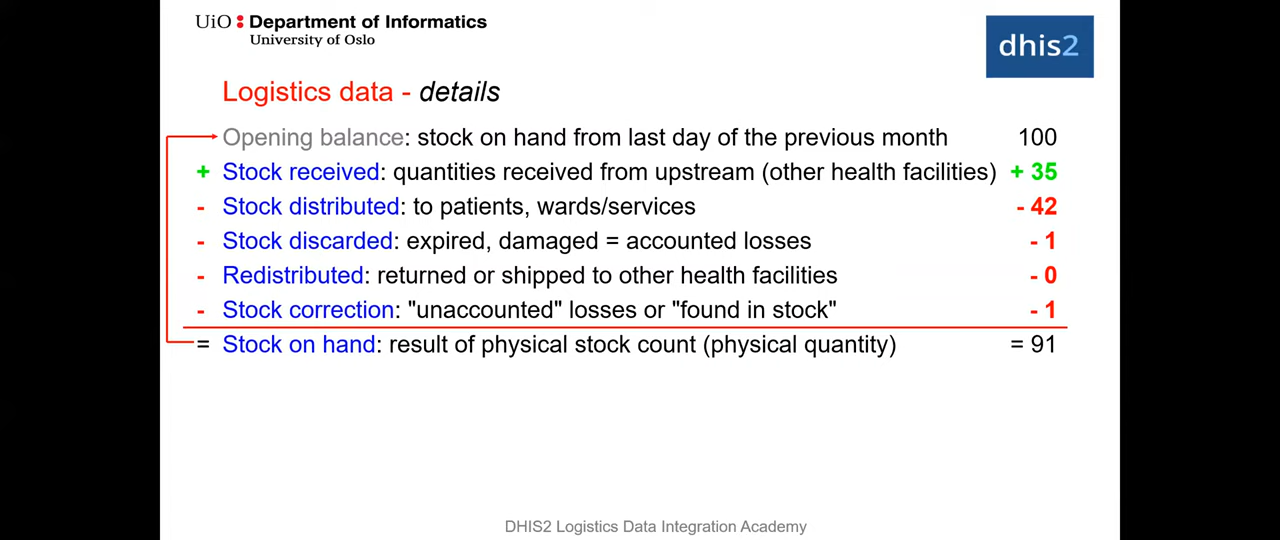 UiO : Department of Informatics
University of Oslo
dhis2
Logistics data - details
Opening balance: stock on hand from last day of the previous month 100
+ Stock received: quantities received from upstream (other health facilities) + 35
- Stock distributed: to patients, wards/services - 42
- Stock discarded: expired, damaged = accounted losses - 1
- Redistributed: returned or shipped to other health facilities - 0
- Stock correction: "unaccounted" losses or "found in stock" - 1
= Stock on hand: result of physical stock count (physical quantity) = 91
DHIS2 Logistics Data Integration Academy